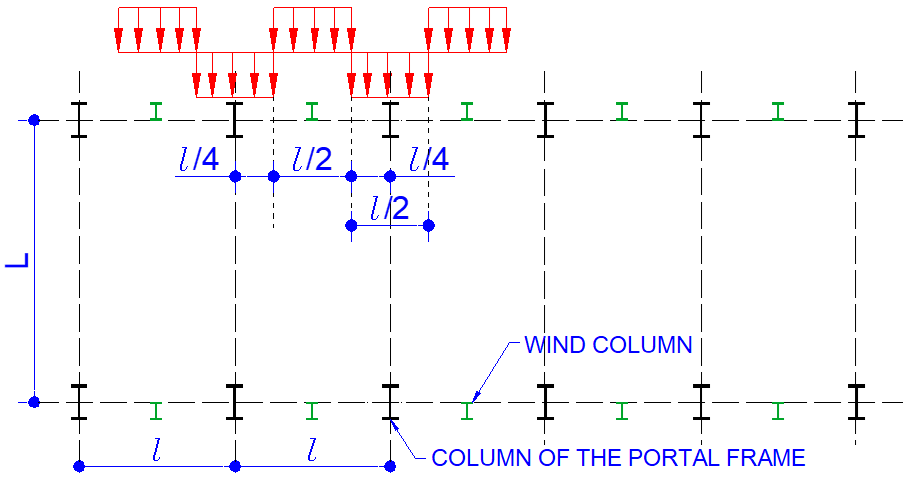 l/4
l/2
l/4
l/2
L
WIND COLUMN
l
l
COLUMN OF THE PORTAL FRAME